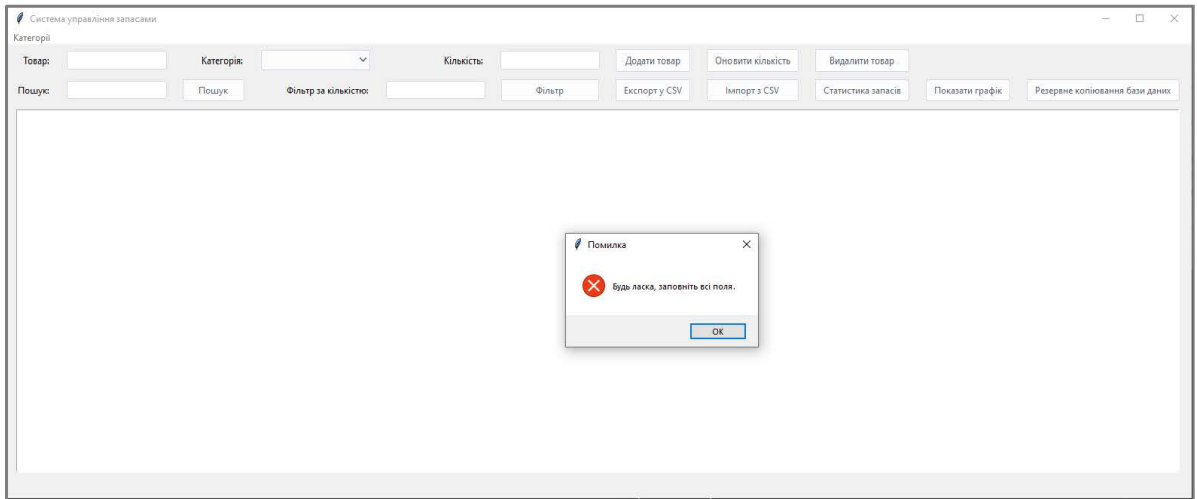 Система управління запасами
Категорії
Товар: Категорія: Кількість: Додати товар Оновити кількість Видалити товар
Пошук: Пошук Фільтр за кількістю: Фільтр Експорт у CSV Імпорт з CSV Статистика запасів Показати графік Резервне копіювання бази даних
Помилка
Будь ласка, заповніть всі поля.
OK